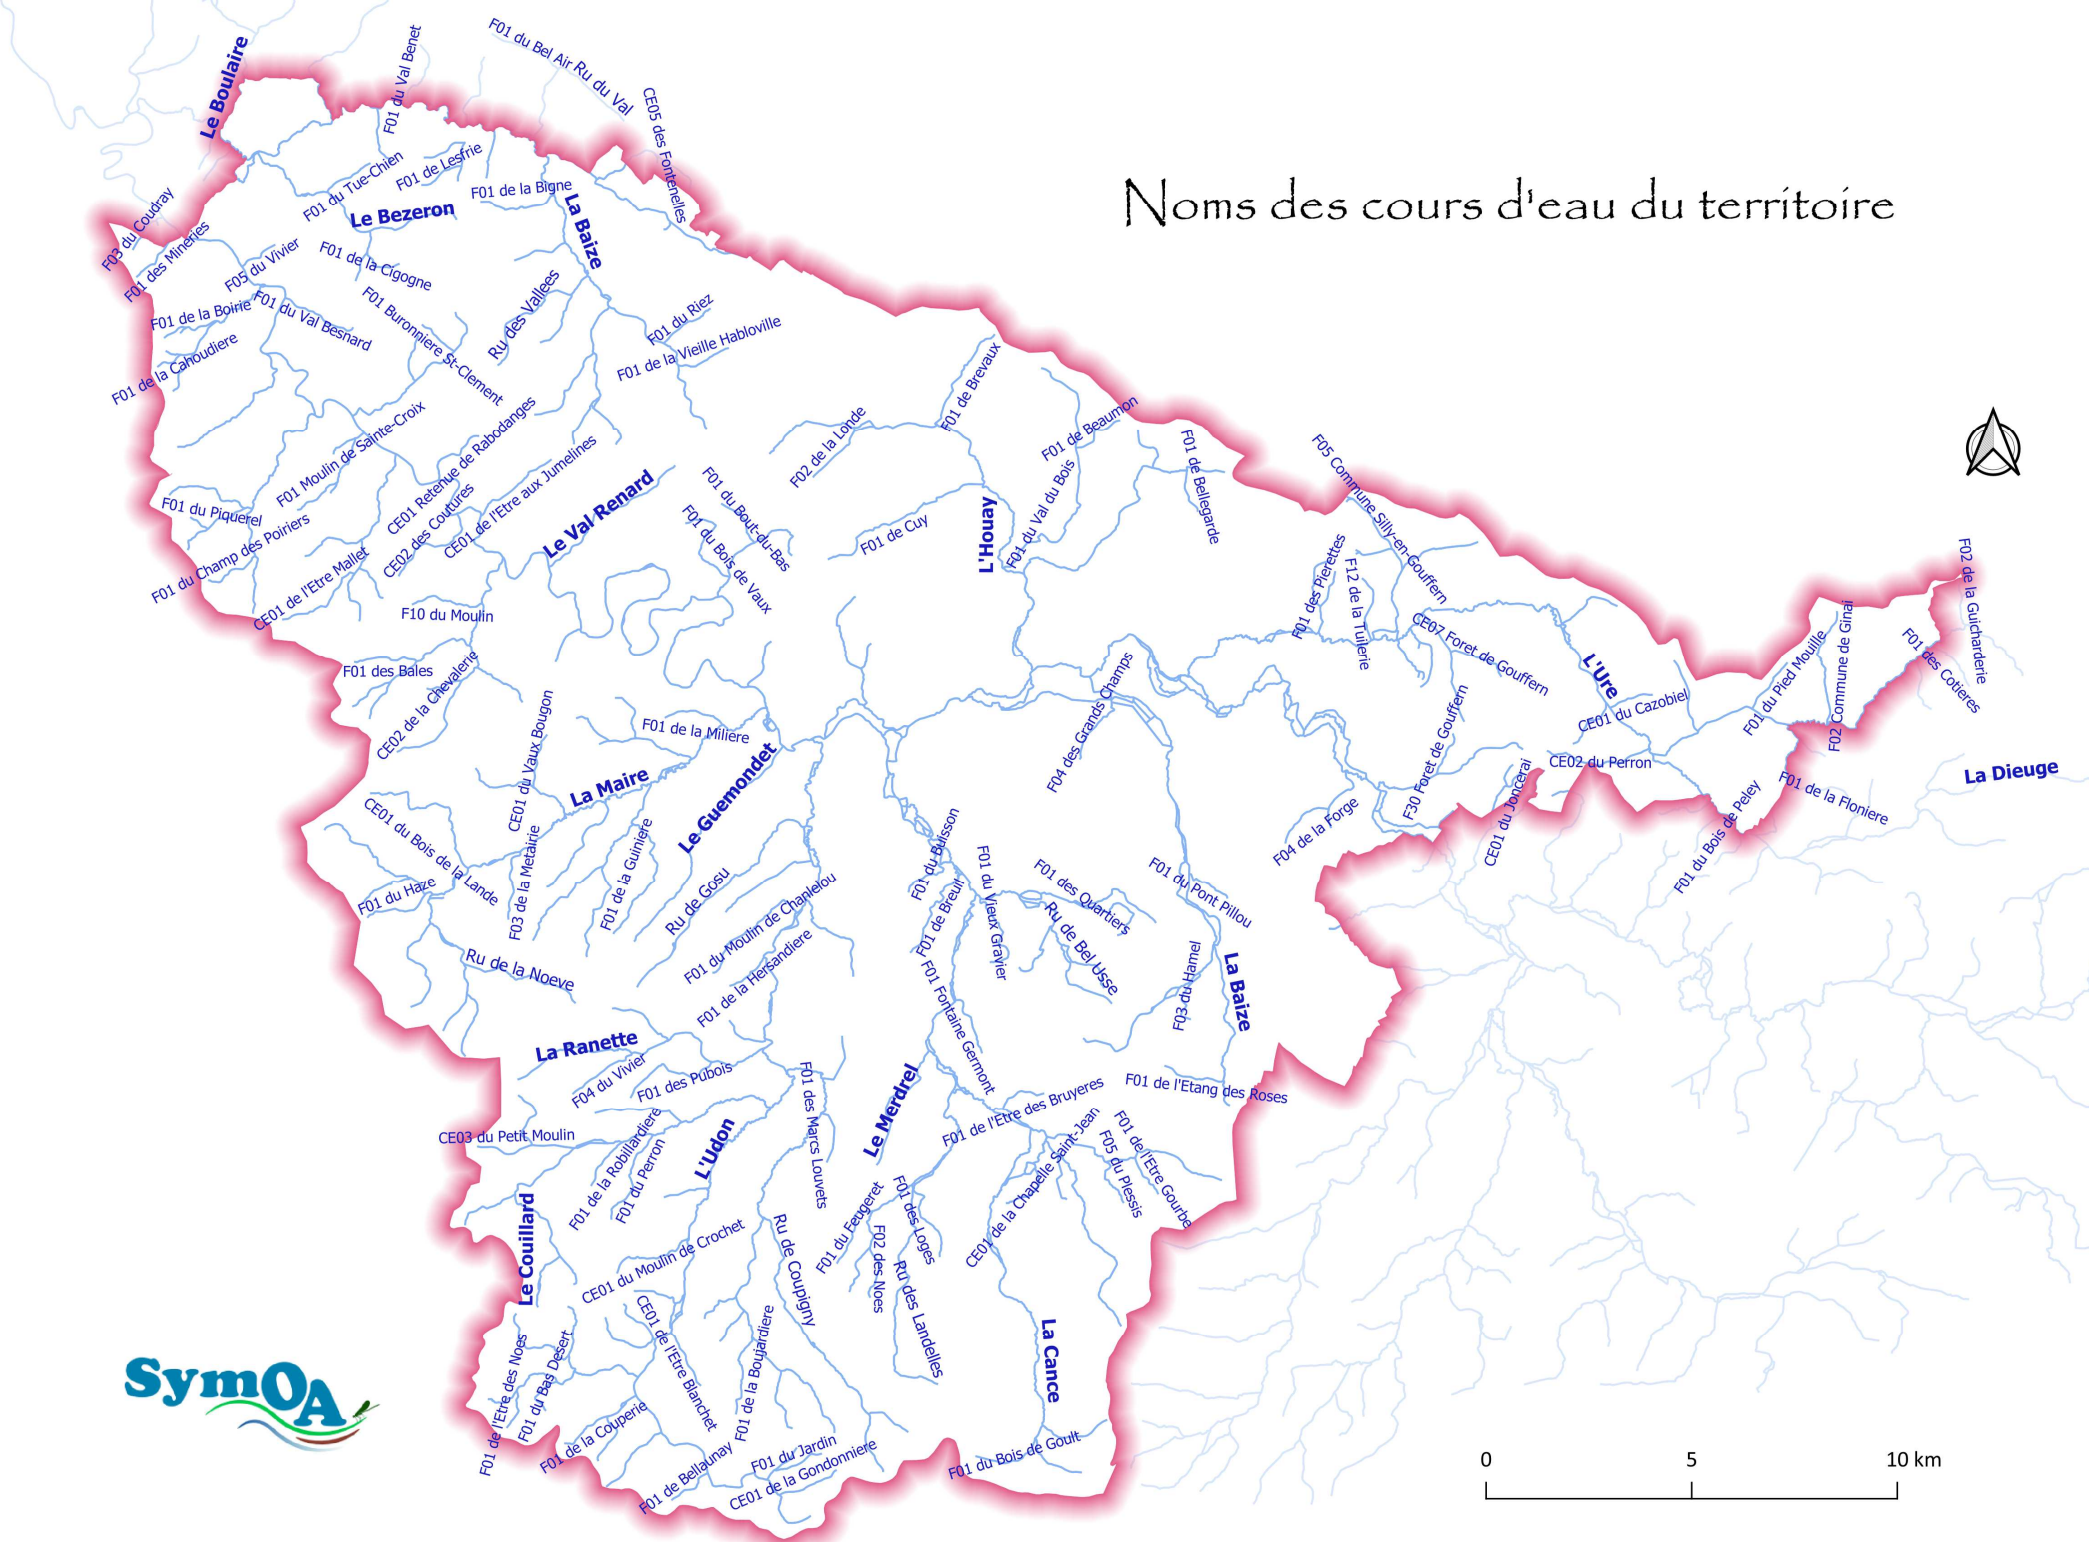 Noms des cours d'eau du territoire
Le Boulaire
F01 du Val Benet
F01 du Bel Air
Ru du Val
CE05 des Fontenelles
F01 du Tue-Chien
F01 de Lesfrie
F01 de la Bigne
Le Bezeron
La Baize
F03 du Coudray
F01 des Mineries
F05 du Vivier
F01 de la Cigogne
F01 de la Boirie
F01 du Val Besnard
F01 Buronniere St-Clement
Ru des Vallees
F01 du Riez
F01 de la Vieille Habloville
F01 de la Cahoudiere
F01 Moulin de Sainte-Croix
CE01 Retenue de Rabodanges
CE02 des Coutures
CE01 de l'Etre aux Jumelines
F01 du Piquerel
F01 du Champ des Poiriers
CE01 de l'Etre Mallet
Le Val Renard
F01 du Bout-du-Bas
F01 du Bois de Vaux
F02 de la Londe
F01 de Brevaux
F01 de Beaumon
F01 de Cuy
L'Honay
F01 du Val du Bois
F01 de Bellegarde
F05 Commune Silly-en-Gouffern
F01 des Pierettes
F12 de la Tuilerie
CE07 Foret de Gouffern
L'Ure
CE01 du Cazobiel
F01 du Pied Mouille
F02 Commune de Ginai
F02 de la Guicharderie
F01 des Cotieres
F10 du Moulin
F01 des Bales
CE02 de la Chevalerie
CE01 du Vaux Bougon
F01 de la Miliere
La Maire
Le Guemondet
F04 des Grands Champs
F30 Foret de Gouffern
F04 de la Forge
CE01 du Joncerai
CE02 du Perron
F01 du Bois de Peley
F01 de la Floniere
La Dieuge
CE01 du Bois de la Lande
F01 du Haze
F03 de la Metairie
F01 de la Guiniere
Ru de Gosu
F01 du Moulin de Chanlelou
F01 de la Hersandiere
F01 du Buisson
F01 de Breuil
F01 du Vieux Gravier
F01 des Quartiers
Ru de Bel Usse
F01 du Pont Pillou
F03 du Hamel
La Baize
Ru de la Noeve
La Ranette
F04 du Vivier
F01 des Pubois
F01 Fontaine Germont
F01 de l'Etang des Roses
F01 de l'Etre des Bruyeres
CE03 du Petit Moulin
F01 de la Robillardiere
F01 du Perron
L'Udon
F01 des Marcs Louvets
Le Merdrel
CE01 de la Chapelle Saint-Jean
F05 du Plessis
F01 de l'Etre Gourbe
Le Couillard
CE01 du Moulin de Crochet
Ru de Coupigny
F01 du Feugeret
F02 des Noes
F01 des Loges
Ru des Landelles
La Cance
F01 de l'Etre des Noes
F01 du Bas Desert
F01 de la Couperie
CE01 de l'Etre Blanchet
F01 de la Boujardiere
F01 de Bellaunay
F01 du Jardin
CE01 de la Gondonniere
F01 du Bois de Goult
SymOA
0 5 10 km